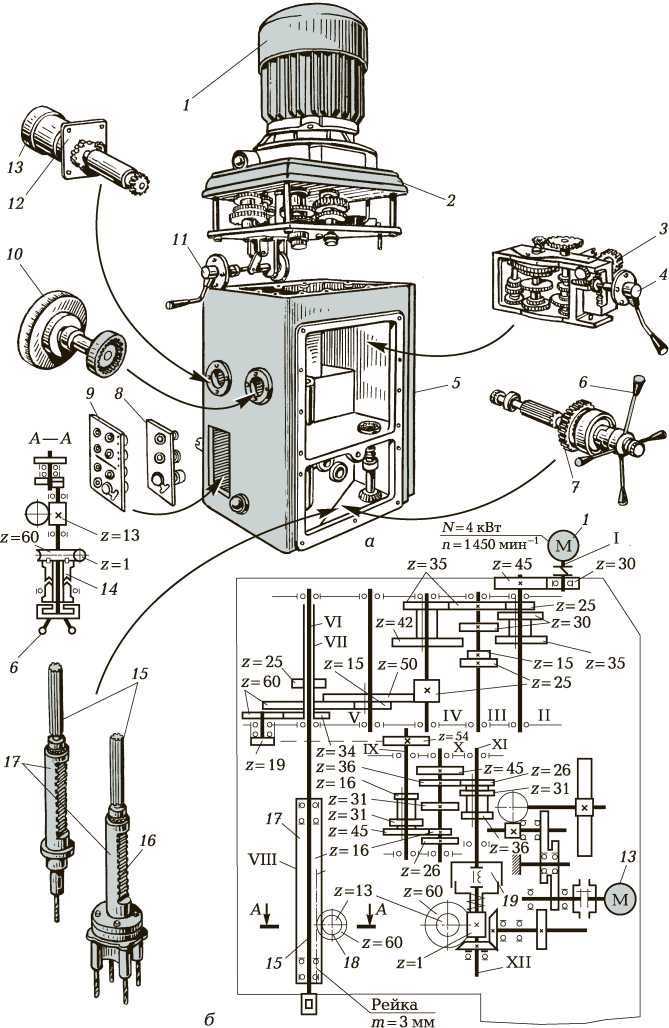 1
2
13
12
3
11
4
10
5
6
9
8
А—А
7
z=60
z=13
z=1
14
а
N=4 кВт
n=1450 мин⁻¹
1
М
I
6
z=35
z=45
z=30
z=25
VI
z=42
z=30
VII
15
z=25
z=15
z=50
z=15
z=35
z=60
z=25
V
IV
III
II
z=19
z=34
IX
z=54
X
XI
17
z=36
z=45
z=26
z=16
z=31
z=31
16
17
z=31
z=45
z=36
VIII
z=16
z=26
19
13
М
А
А
z=13
z=60
15
18
z=60
z=1
XII
Рейка
m=3 мм
б